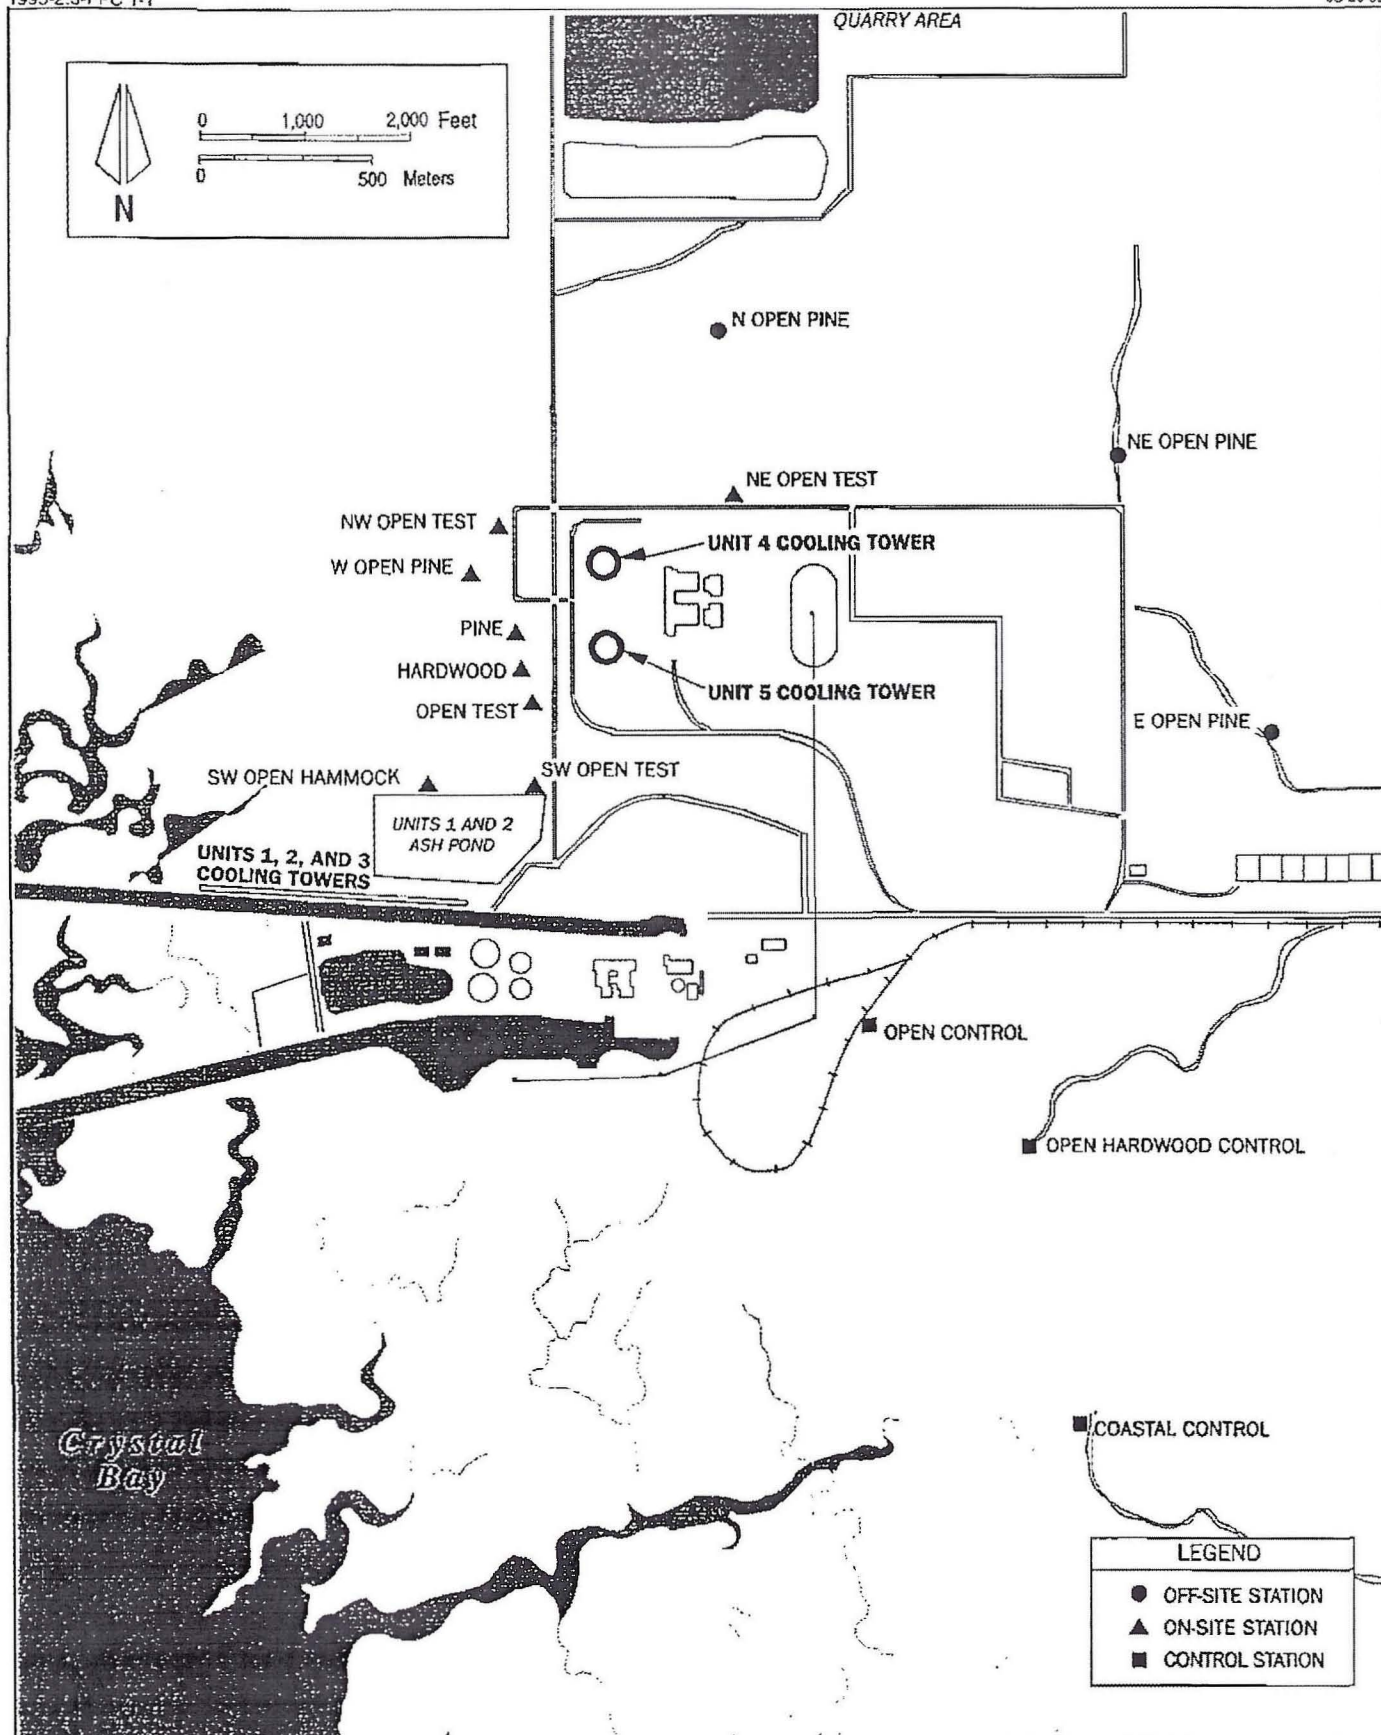 QUARRY AREA
0 1,000 2,000 Feet
0 500 Meters
N
N OPEN PINE
NE OPEN PINE
NE OPEN TEST
NW OPEN TEST
UNIT 4 COOLING TOWER
W OPEN PINE
PINE
HARDWOOD
UNIT 5 COOLING TOWER
OPEN TEST
E OPEN PINE
SW OPEN HAMMOCK
SW OPEN TEST
UNITS 1 AND 2
ASH POND
UNITS 1, 2, AND 3
COOLING TOWERS
OPEN CONTROL
OPEN HARDWOOD CONTROL
COASTAL CONTROL
Crystal
Bay
LEGEND
OFF-SITE STATION
ON-SITE STATION
CONTROL STATION